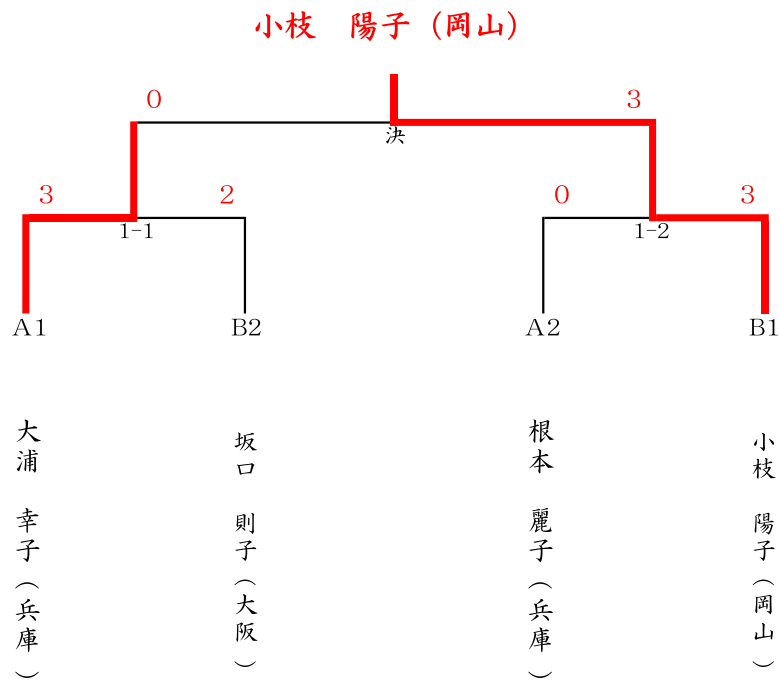 小枝　陽子（岡山）
0
3
決
3
2
0
3
1-1
1-2
A1
B2
A2
B1
大浦　幸子（兵庫）
坂口　則子（大阪）
根本　麗子（兵庫）
小枝　陽子（岡山）